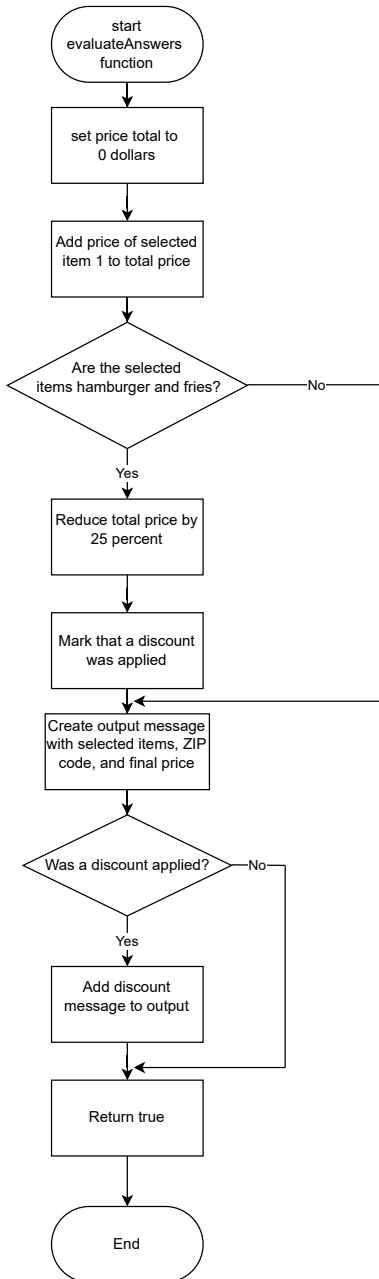 start
evaluateAnswers
function
set price total to
0 dollars
Add price of selected
item 1 to total price
Are the selected
items hamburger and fries?
No
Yes
Reduce total price by
25 percent
Mark that a discount
was applied
Create output message
with selected items, ZIP
code, and final price
Was a discount applied?
No
Yes
Add discount
message to output
Return true
End